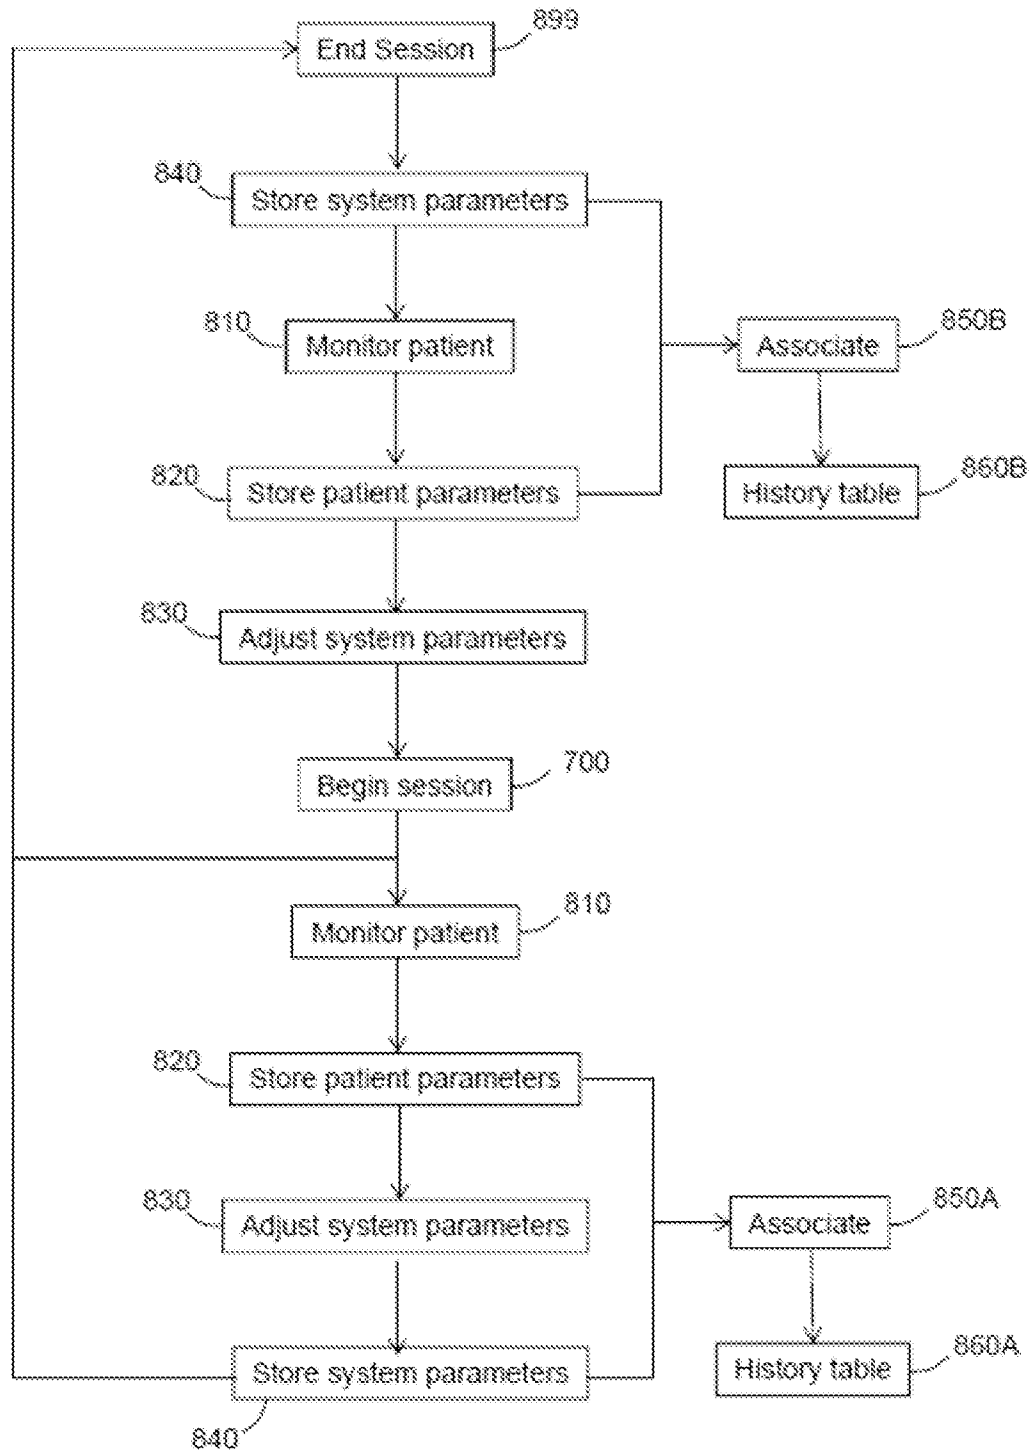 End Session
899
840
Store system parameters
810
Monitor patient
Associate
850B
820
Store patient parameters
History table
860B
830
Adjust system parameters
Begin session
700
Monitor patient
810
820
Store patient parameters
830
Adjust system parameters
Associate
850A
Store system parameters
840
History table
860A